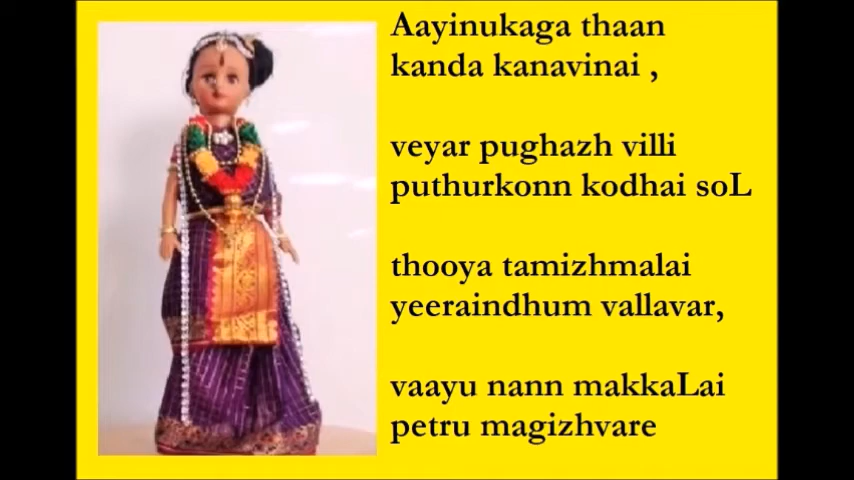 Aayinukaga thaan
kanda kanavinai ,
veyar pughazh villi
puthurkonn kodhai soL
thooya tamizhmalai
yeeraindhum vallavar,
vaayu nann makkaLai
petru magizhvare